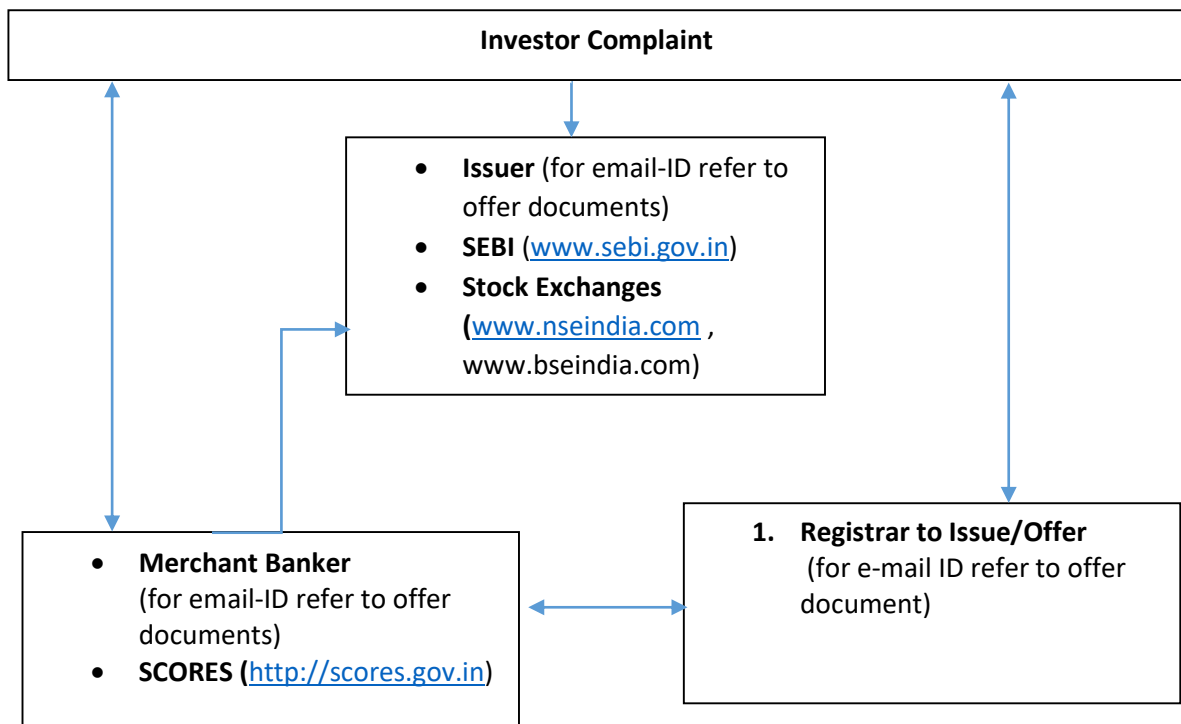 Investor Complaint
• Issuer (for email-ID refer to
offer documents)
• SEBI (www.sebi.gov.in)
• Stock Exchanges
(www.nseindia.com ,
www.bseindia.com)
• Merchant Banker
(for email-ID refer to offer
documents)
• SCORES (http://scores.gov.in)
1. Registrar to Issue/Offer
(for e-mail ID refer to offer
document)